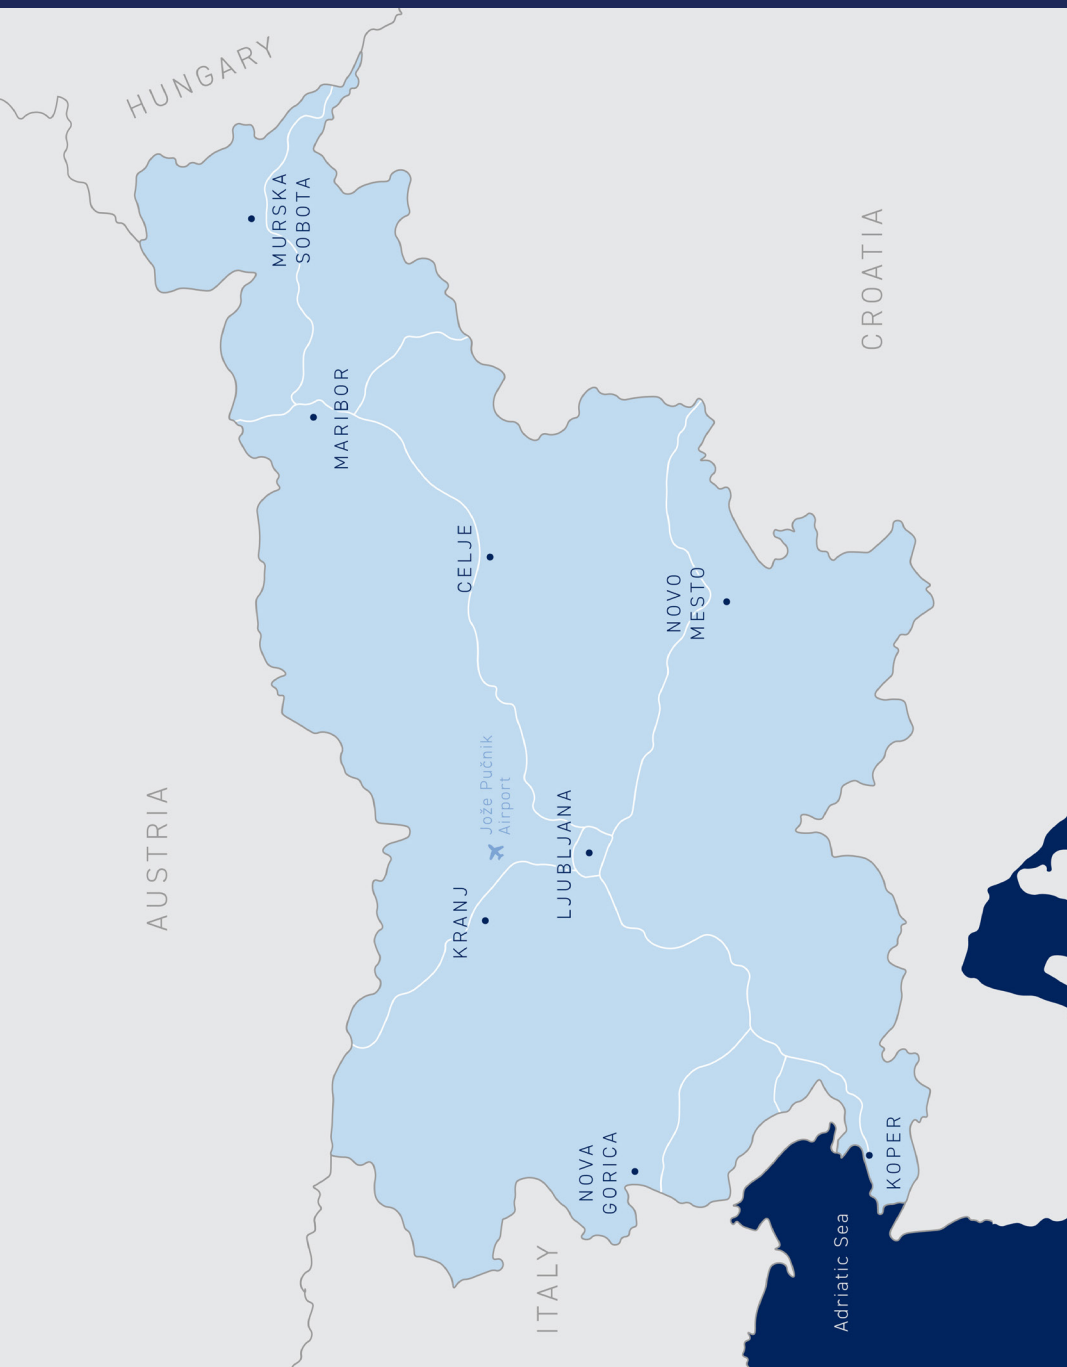 AUSTRIA
HUNGARY
MURSKA
SOBOTA
MARIBOR
CELJE
Jože Pučnik
Airport
KRANJ
LJUBLJANA
NOVO
MESTO
NOVA
GORICA
KOPER
ITALY
Adriatic Sea
CROATIA